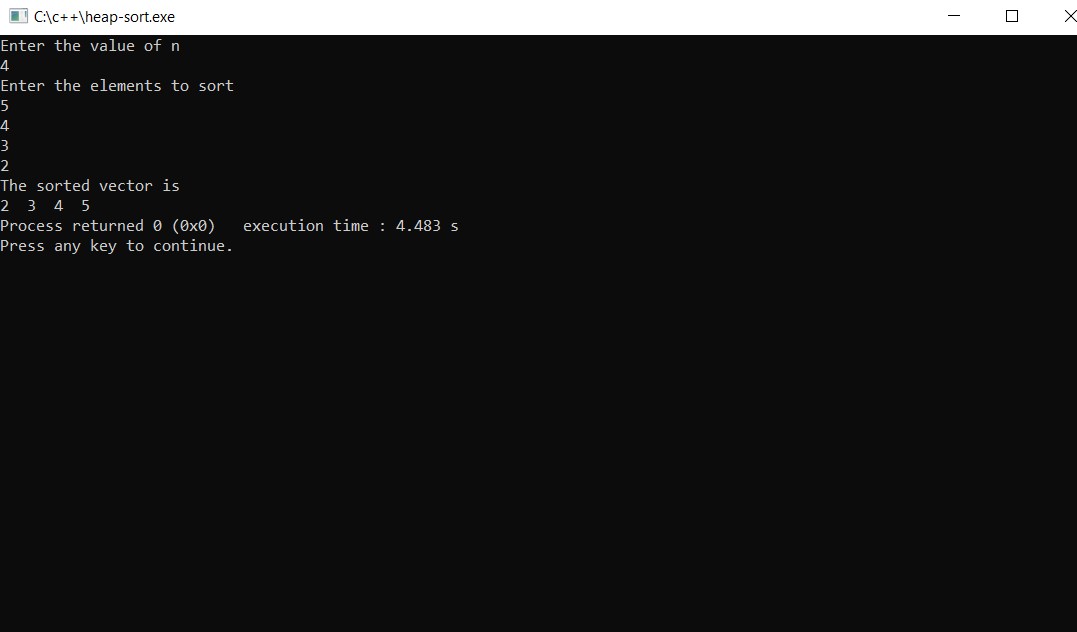 C:\c++\heap-sort.exe
Enter the value of n
4
Enter the elements to sort
5
4
3
2
The sorted vector is
2  3  4  5
Process returned 0 (0x0)   execution time : 4.483 s
Press any key to continue.